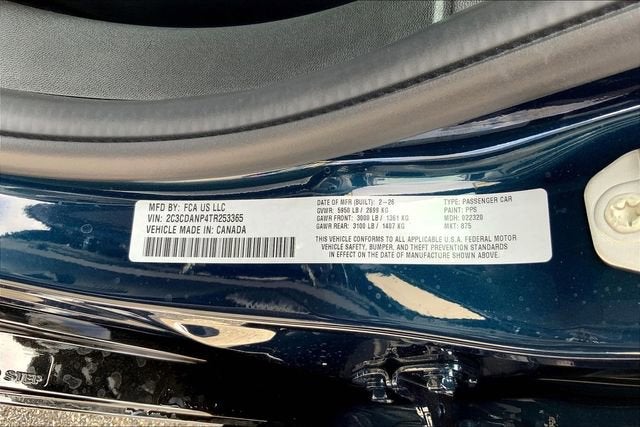 MFD BY: FCA US LLC
VIN: 2C3CDANP4TR253365
VEHICLE MADE IN: CANADA
DATE OF MFR (BUILT): 2-26
GVWR: 5950 LB / 2699 KG
GAWR FRONT: 3000 LB / 1361 KG
GAWR REAR: 3100 LB / 1407 KG
TYPE: PASSENGER CAR
PAINT: PPS
MDH: 022320
MKT: 875
THIS VEHICLE CONFORMS TO ALL APPLICABLE U.S.A. FEDERAL MOTOR
VEHICLE SAFETY, BUMPER, AND THEFT PREVENTION STANDARDS
IN EFFECT ON THE DATE OF MANUFACTURE SHOWN ABOVE.
STEP